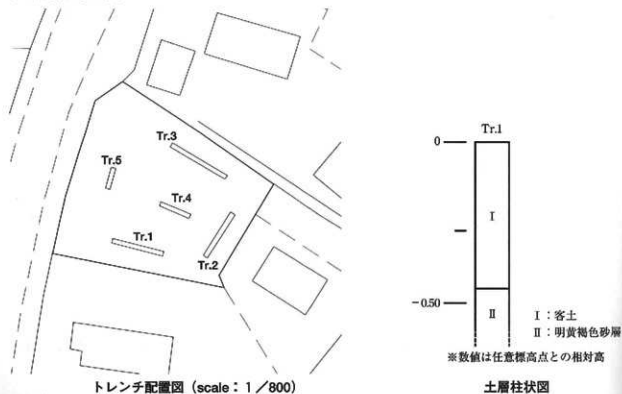 Tr.3
Tr.5
Tr.4
Tr.1
Tr.2
トレンチ配置図（scale：１／800）
Tr.1
0
I
−0.50
II
I：客土
II：明黄褐色砂層
※数値は任意標高点との相対高
土層柱状図